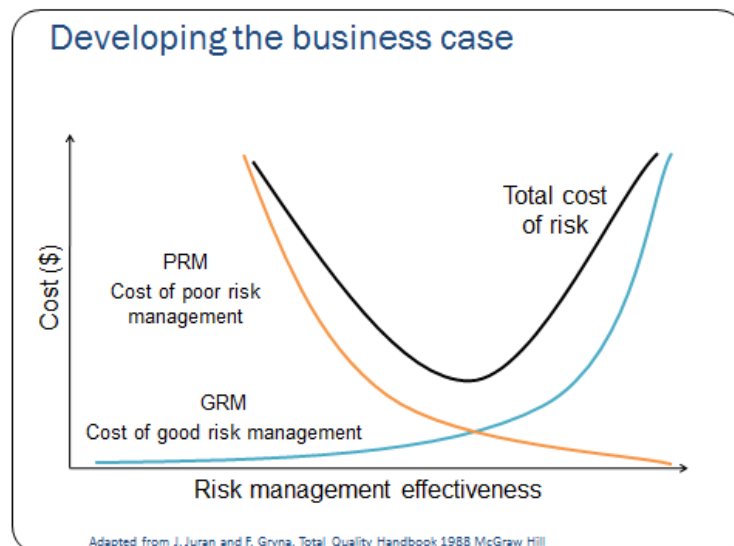 Developing the business case
Total cost
of risk
PRM
Cost of poor risk
management
Cost ($)
GRM
Cost of good risk management
Risk management effectiveness
Adapted from J. Juran and F. Gryna, Total Quality Handbook 1988 McGraw Hill